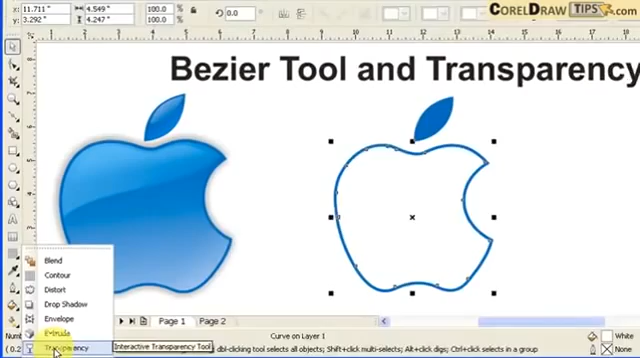 x: 11.711 " 4.549 " 100.0 % 0.0
y: 3.292 " 4.247 " 100.0 %
CORELDRAW TIPS.com
Bezier Tool and Transparency
Blend
Contour
Distort
Drop Shadow
Envelope
Extrude
Transparency
Interactive Transparency Tool
Page 1 Page 2
Curve on Layer 1
White
dbl-clicking tool selects all objects; Shift+click multi-selects; Alt+click digs; Ctrl+click selects in a group
None